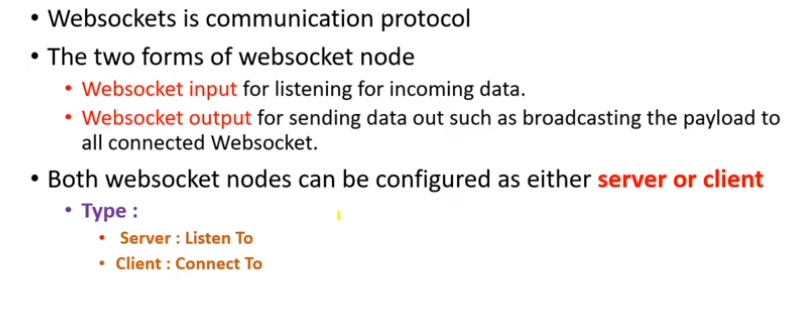 • Websockets is communication protocol
• The two forms of websocket node
• Websocket input for listening for incoming data.
• Websocket output for sending data out such as broadcasting the payload to
all connected Websocket.
• Both websocket nodes can be configured as either server or client
• Type :
• Server : Listen To
• Client : Connect To